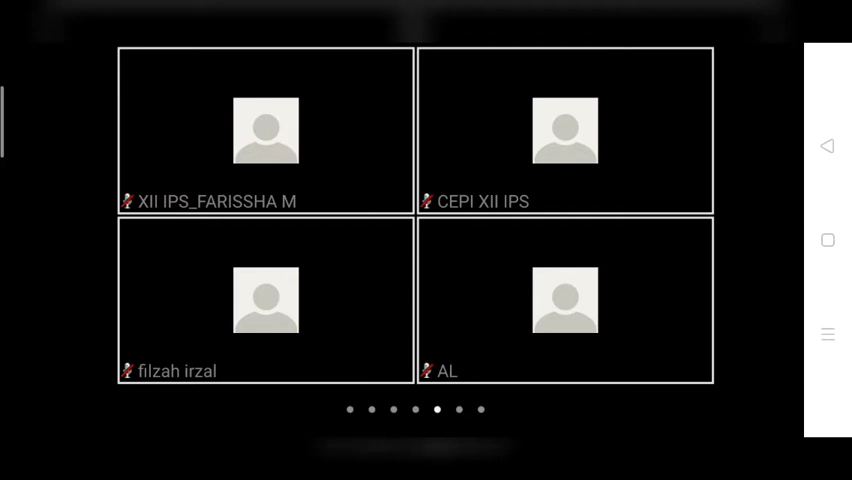 XII IPS_FARISSHA M
CEPI XII IPS
filzah irzal
AL